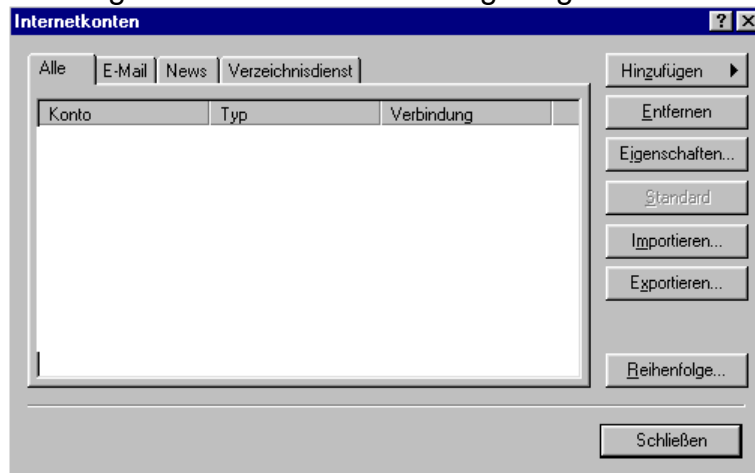 Internetkonten
Alle E-Mail News Verzeichnisdienst
Konto Typ Verbindung
Hinzufügen
Entfernen
Eigenschaften...
Standard
Importieren...
Exportieren...
Reihenfolge...
Schließen